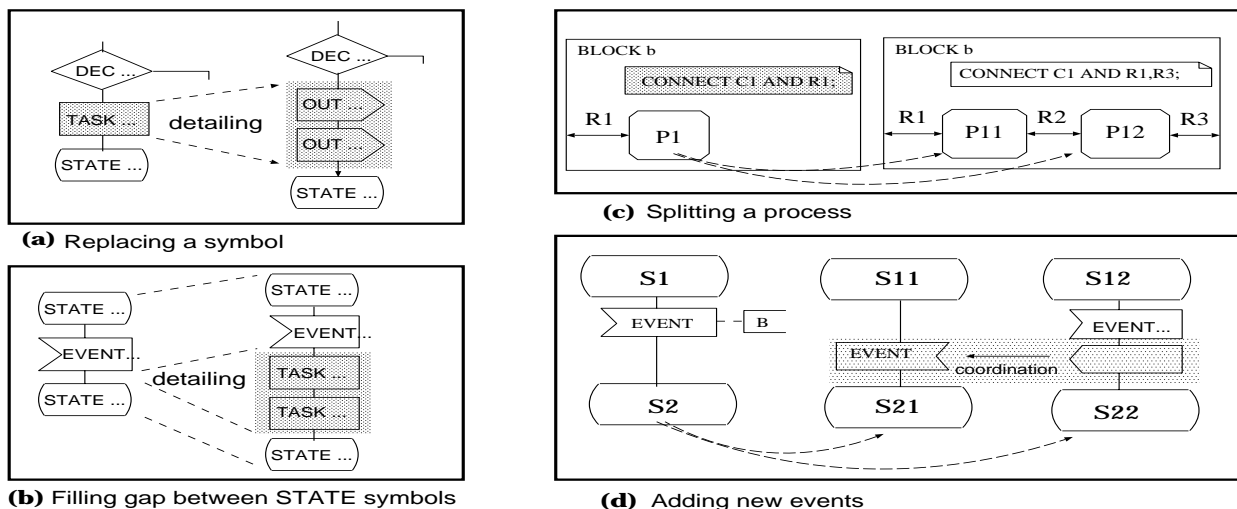 DEC ...
TASK ...
STATE ...
detailing
DEC ...
OUT ...
OUT ...
STATE ...
(a) Replacing a symbol
STATE ...
EVENT...
STATE ...
detailing
STATE ...
EVENT...
TASK ...
TASK ...
STATE ...
(b) Filling gap between STATE symbols
BLOCK b
CONNECT C1 AND R1;
R1
P1
BLOCK b
CONNECT C1 AND R1,R3;
R1
P11
R2
P12
R3
(c) Splitting a process
S1
EVENT
B
S2
S11
EVENT
S21
coordination
S12
EVENT...
S22
(d) Adding new events